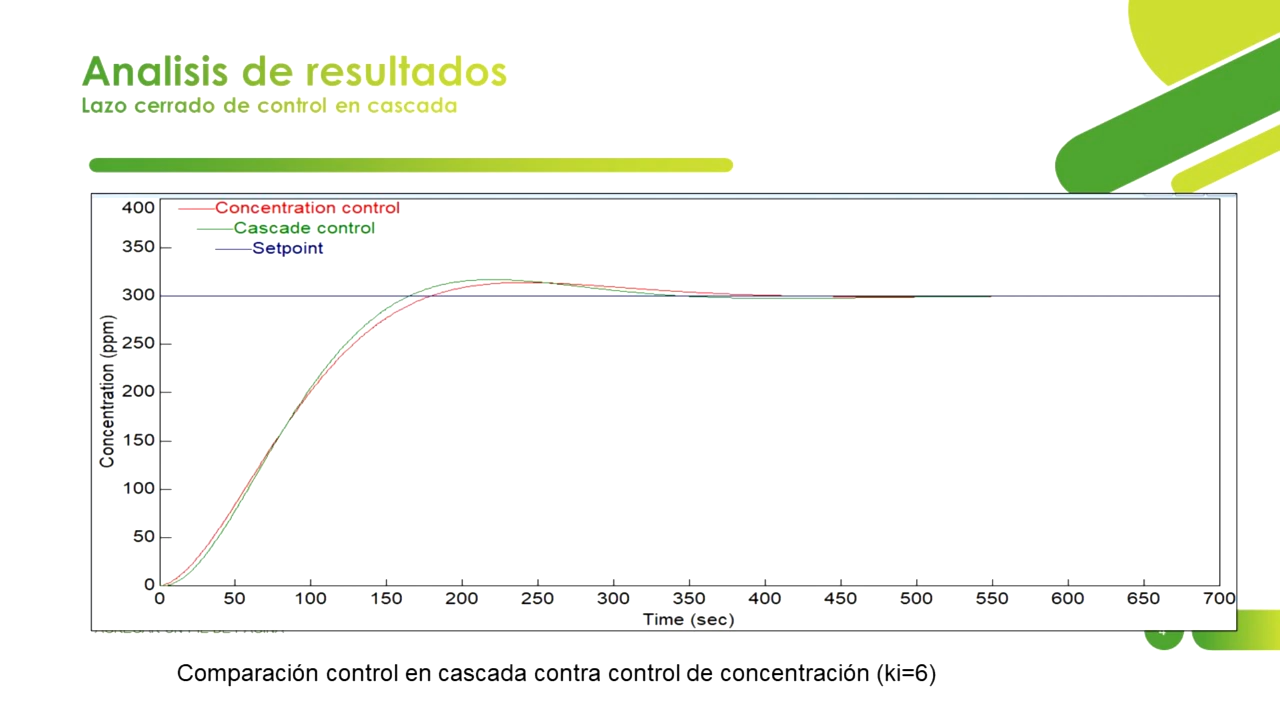 Analisis de resultados
Lazo cerrado de control en cascada
Concentration control
Cascade control
Setpoint
400
350
300
250
200
150
100
50
0
Concentration (ppm)
0 50 100 150 200 250 300 350 400 450 500 550 600 650 700
Time (sec)
Comparación control en cascada contra control de concentración (ki=6)